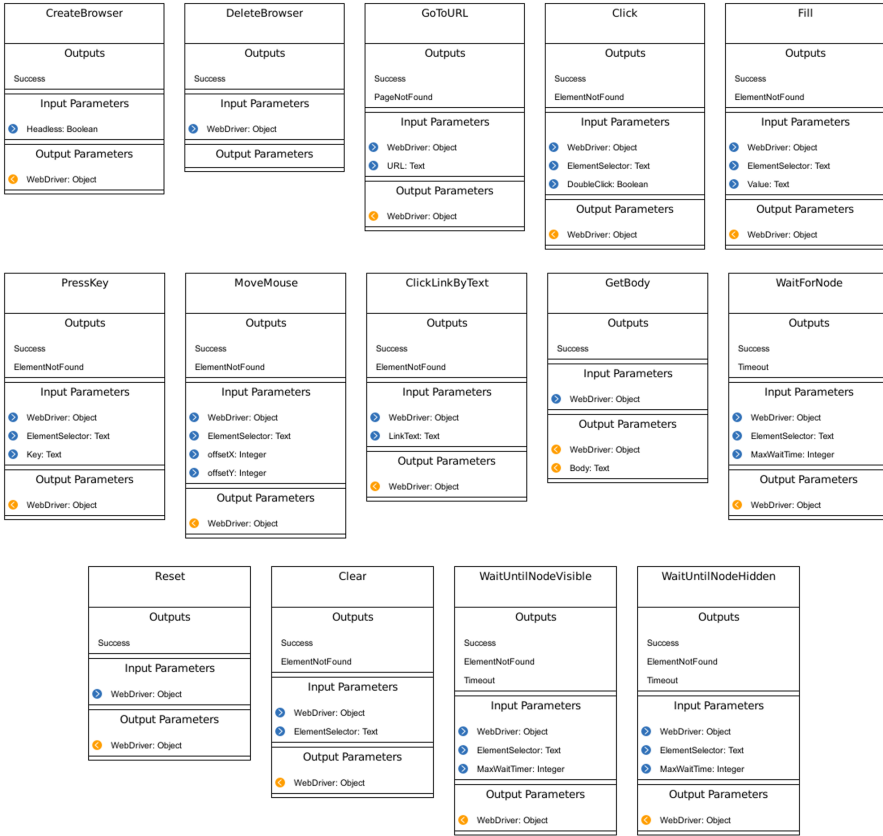 CreateBrowser
Outputs
Success
Input Parameters
Headless: Boolean
Output Parameters
WebDriver: Object
DeleteBrowser
Outputs
Success
Input Parameters
WebDriver: Object
Output Parameters
GoToURL
Outputs
Success
PageNotFound
Input Parameters
WebDriver: Object
URL: Text
Output Parameters
WebDriver: Object
Click
Outputs
Success
ElementNotFound
Input Parameters
WebDriver: Object
ElementSelector: Text
DoubleClick: Boolean
Output Parameters
WebDriver: Object
Fill
Outputs
Success
ElementNotFound
Input Parameters
WebDriver: Object
ElementSelector: Text
Value: Text
Output Parameters
WebDriver: Object
PressKey
Outputs
Success
ElementNotFound
Input Parameters
WebDriver: Object
ElementSelector: Text
Key: Text
Output Parameters
WebDriver: Object
MoveMouse
Outputs
Success
ElementNotFound
Input Parameters
WebDriver: Object
ElementSelector: Text
offsetX: Integer
offsetY: Integer
Output Parameters
WebDriver: Object
ClickLinkByText
Outputs
Success
ElementNotFound
Input Parameters
WebDriver: Object
LinkText: Text
Output Parameters
WebDriver: Object
GetBody
Outputs
Success
Input Parameters
WebDriver: Object
Output Parameters
WebDriver: Object
Body: Text
WaitForNode
Outputs
Success
Timeout
Input Parameters
WebDriver: Object
ElementSelector: Text
MaxWaitTime: Integer
Output Parameters
WebDriver: Object
Reset
Outputs
Success
Input Parameters
WebDriver: Object
Output Parameters
WebDriver: Object
Clear
Outputs
Success
ElementNotFound
Input Parameters
WebDriver: Object
ElementSelector: Text
Output Parameters
WebDriver: Object
WaitUntilNodeVisible
Outputs
Success
ElementNotFound
Timeout
Input Parameters
WebDriver: Object
ElementSelector: Text
MaxWaitTimer: Integer
Output Parameters
WebDriver: Object
WaitUntilNodeHidden
Outputs
Success
ElementNotFound
Timeout
Input Parameters
WebDriver: Object
ElementSelector: Text
MaxWaitTime: Integer
Output Parameters
WebDriver: Object